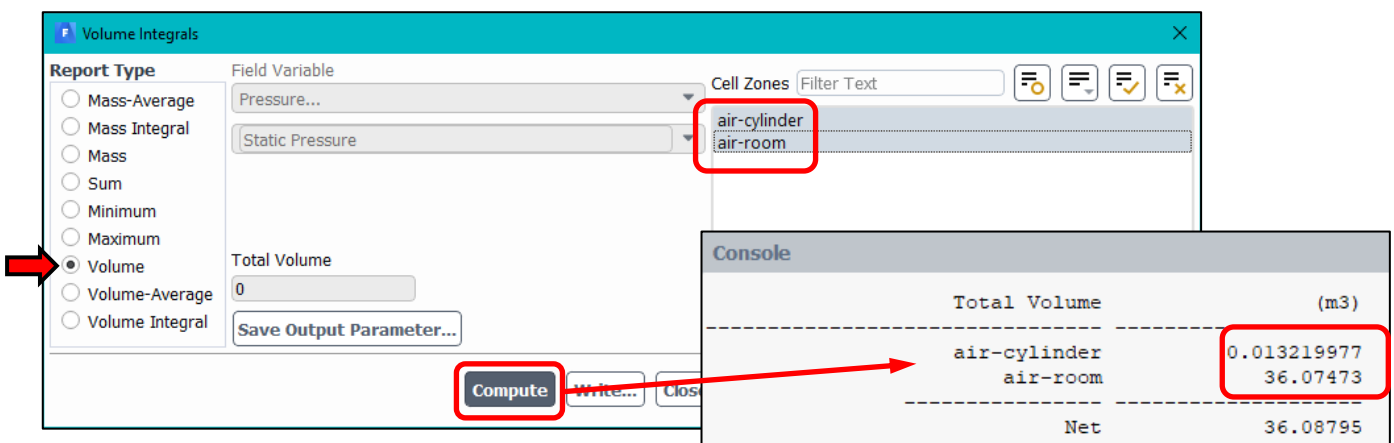 Volume Integrals
Report Type
Mass-Average
Mass Integral
Mass
Sum
Minimum
Maximum
Volume
Volume-Average
Volume Integral
Field Variable
Pressure...
Static Pressure
Total Volume
0
Save Output Parameter...
Cell Zones Filter Text
air-cylinder
air-room
Compute Write... Clos
Console
Total Volume (m3)
-------------------------------- --------------------
air-cylinder 0.013219977
air-room 36.07473
---------------- --------------------
Net 36.08795